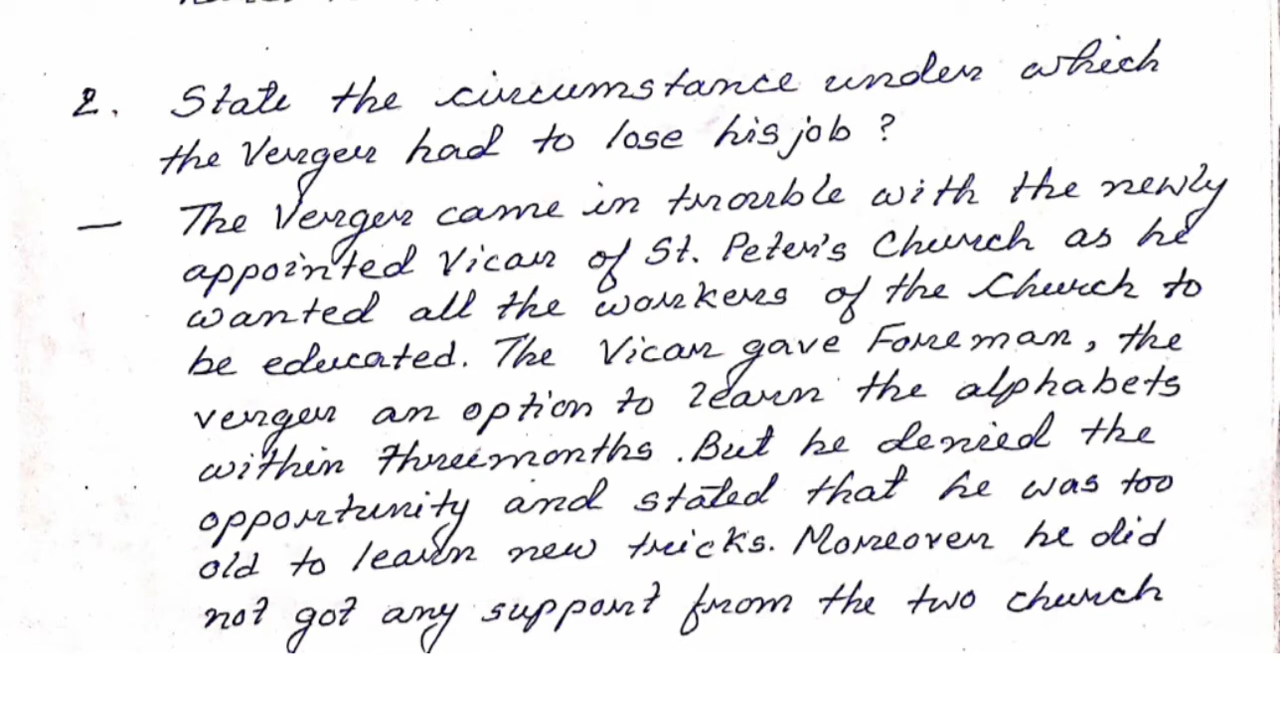 2. State the circumstance under which
the Verger had to lose his job ?
— The Verger came in trouble with the newly
appointed Vicar of St. Peter's Church as he
wanted all the workers of the Church to
be educated. The Vicar gave Foreman, the
verger an option to learn the alphabets
within three months. But he denied the
opportunity and stated that he was too
old to learn new tricks. Moreover he did
not got any support from the two church